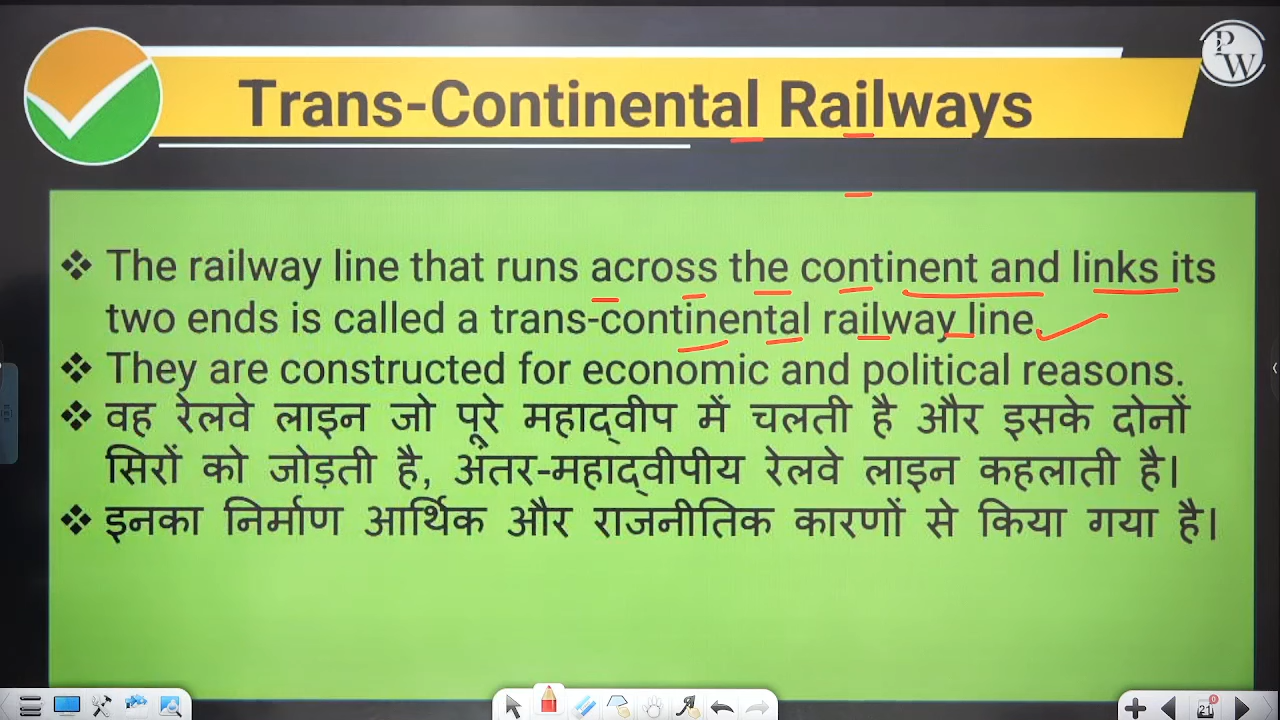 PW
Trans-Continental Railways
❖ The railway line that runs across the continent and links its
two ends is called a trans-continental railway line.
❖ They are constructed for economic and political reasons.
❖ वह रेलवे लाइन जो पूरे महाद्वीप में चलती है और इसके दोनों
सिरों को जोड़ती है, अंतर-महाद्वीपीय रेलवे लाइन कहलाती है।
❖ इनका निर्माण आर्थिक और राजनीतिक कारणों से किया गया है।
21